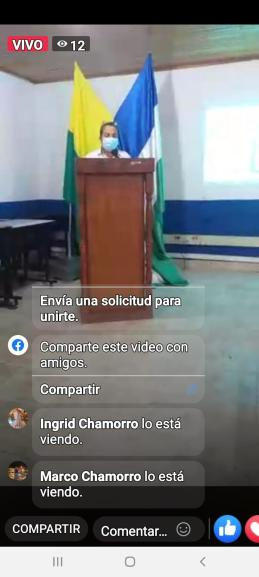 VIVO 12
Envía una solicitud para
unirte.
Comparte este video con
amigos.
Compartir
Ingrid Chamorro lo está
viendo.
Marco Chamorro lo está
viendo.
COMPARTIR Comentar...